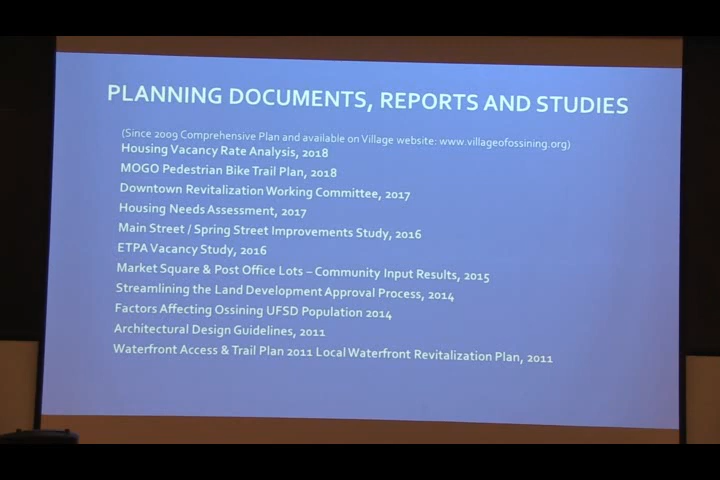 PLANNING DOCUMENTS, REPORTS AND STUDIES
(Since 2009 Comprehensive Plan and available on Village website: www.villageofossining.org)
Housing Vacancy Rate Analysis, 2018
MOGO Pedestrian Bike Trail Plan, 2018
Downtown Revitalization Working Committee, 2017
Housing Needs Assessment, 2017
Main Street / Spring Street Improvements Study, 2016
ETPA Vacancy Study, 2016
Market Square & Post Office Lots – Community Input Results, 2015
Streamlining the Land Development Approval Process, 2014
Factors Affecting Ossining UFSD Population 2014
Architectural Design Guidelines, 2011
Waterfront Access & Trail Plan 2011 Local Waterfront Revitalization Plan, 2011